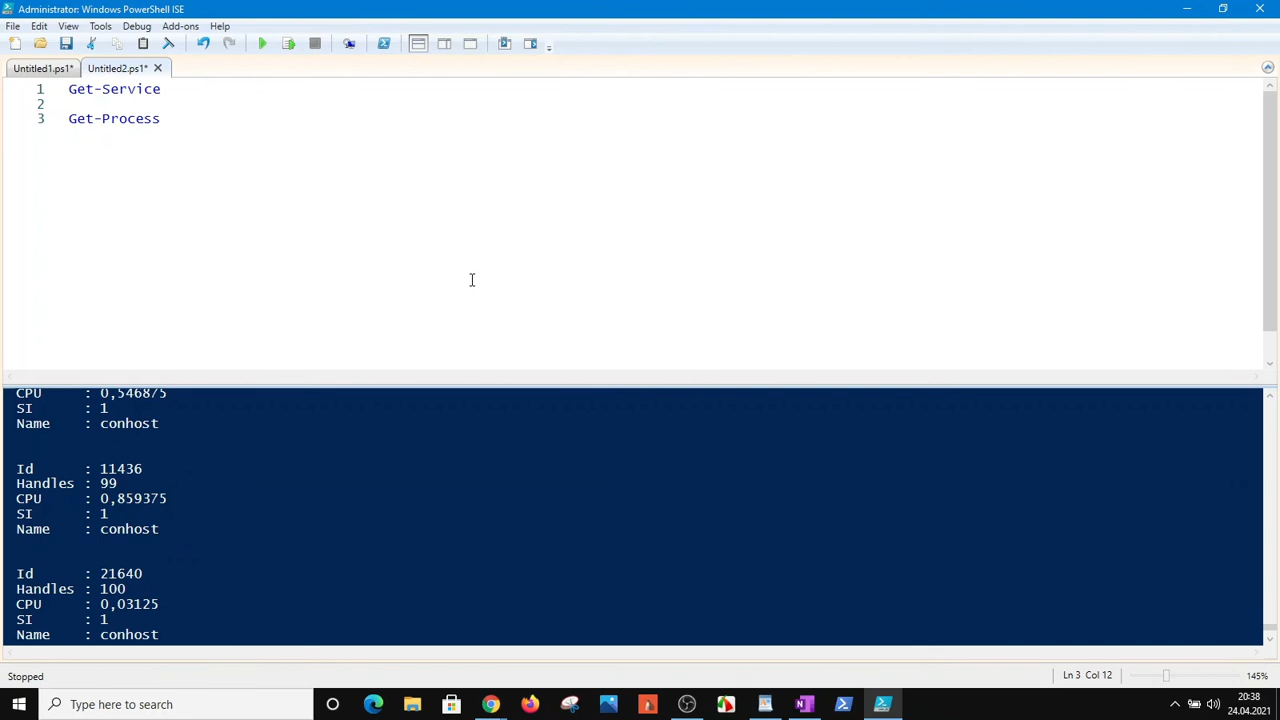 Administrator: Windows PowerShell ISE
File Edit View Tools Debug Add-ons Help
Untitled1.ps1* Untitled2.ps1*
1 Get-Service
2
3 Get-Process
CPU : 0,546875
SI : 1
Name : conhost
Id : 11436
Handles : 99
CPU : 0,859375
SI : 1
Name : conhost
Id : 21640
Handles : 100
CPU : 0,03125
SI : 1
Name : conhost
Stopped Ln 3 Col 12 145%
Type here to search
20:38
24.04.2021